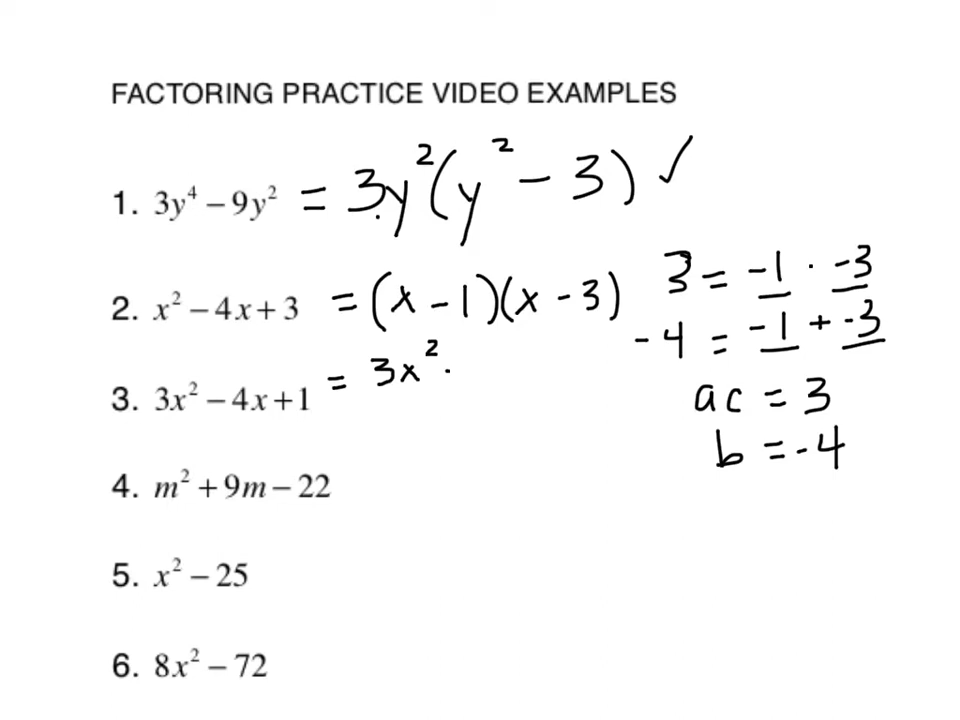 FACTORING PRACTICE VIDEO EXAMPLES
1. 3y⁴ – 9y² = 3y²(y² – 3) ✓
2. x² – 4x + 3 = (x – 1)(x – 3)
3 = -1 · -3
-4 = -1 + -3
3. 3x² – 4x + 1 = 3x²
ac = 3
b = -4
4. m² + 9m – 22
5. x² – 25
6. 8x² – 72